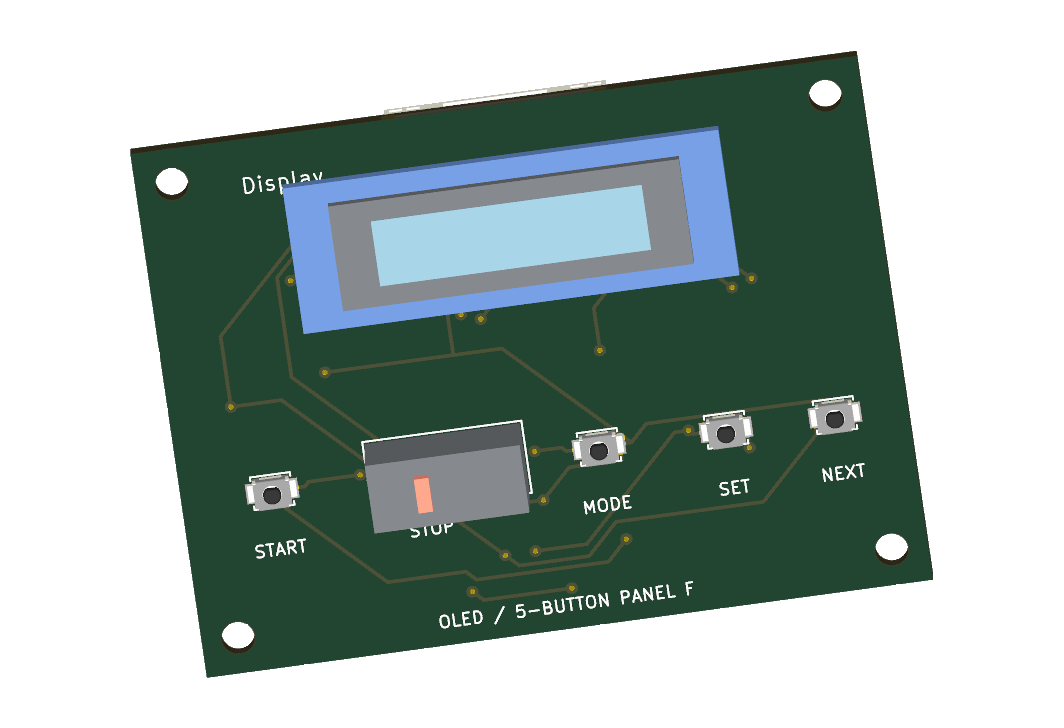 Display
START
STOP
MODE
SET
NEXT
OLED / 5-BUTTON PANEL F